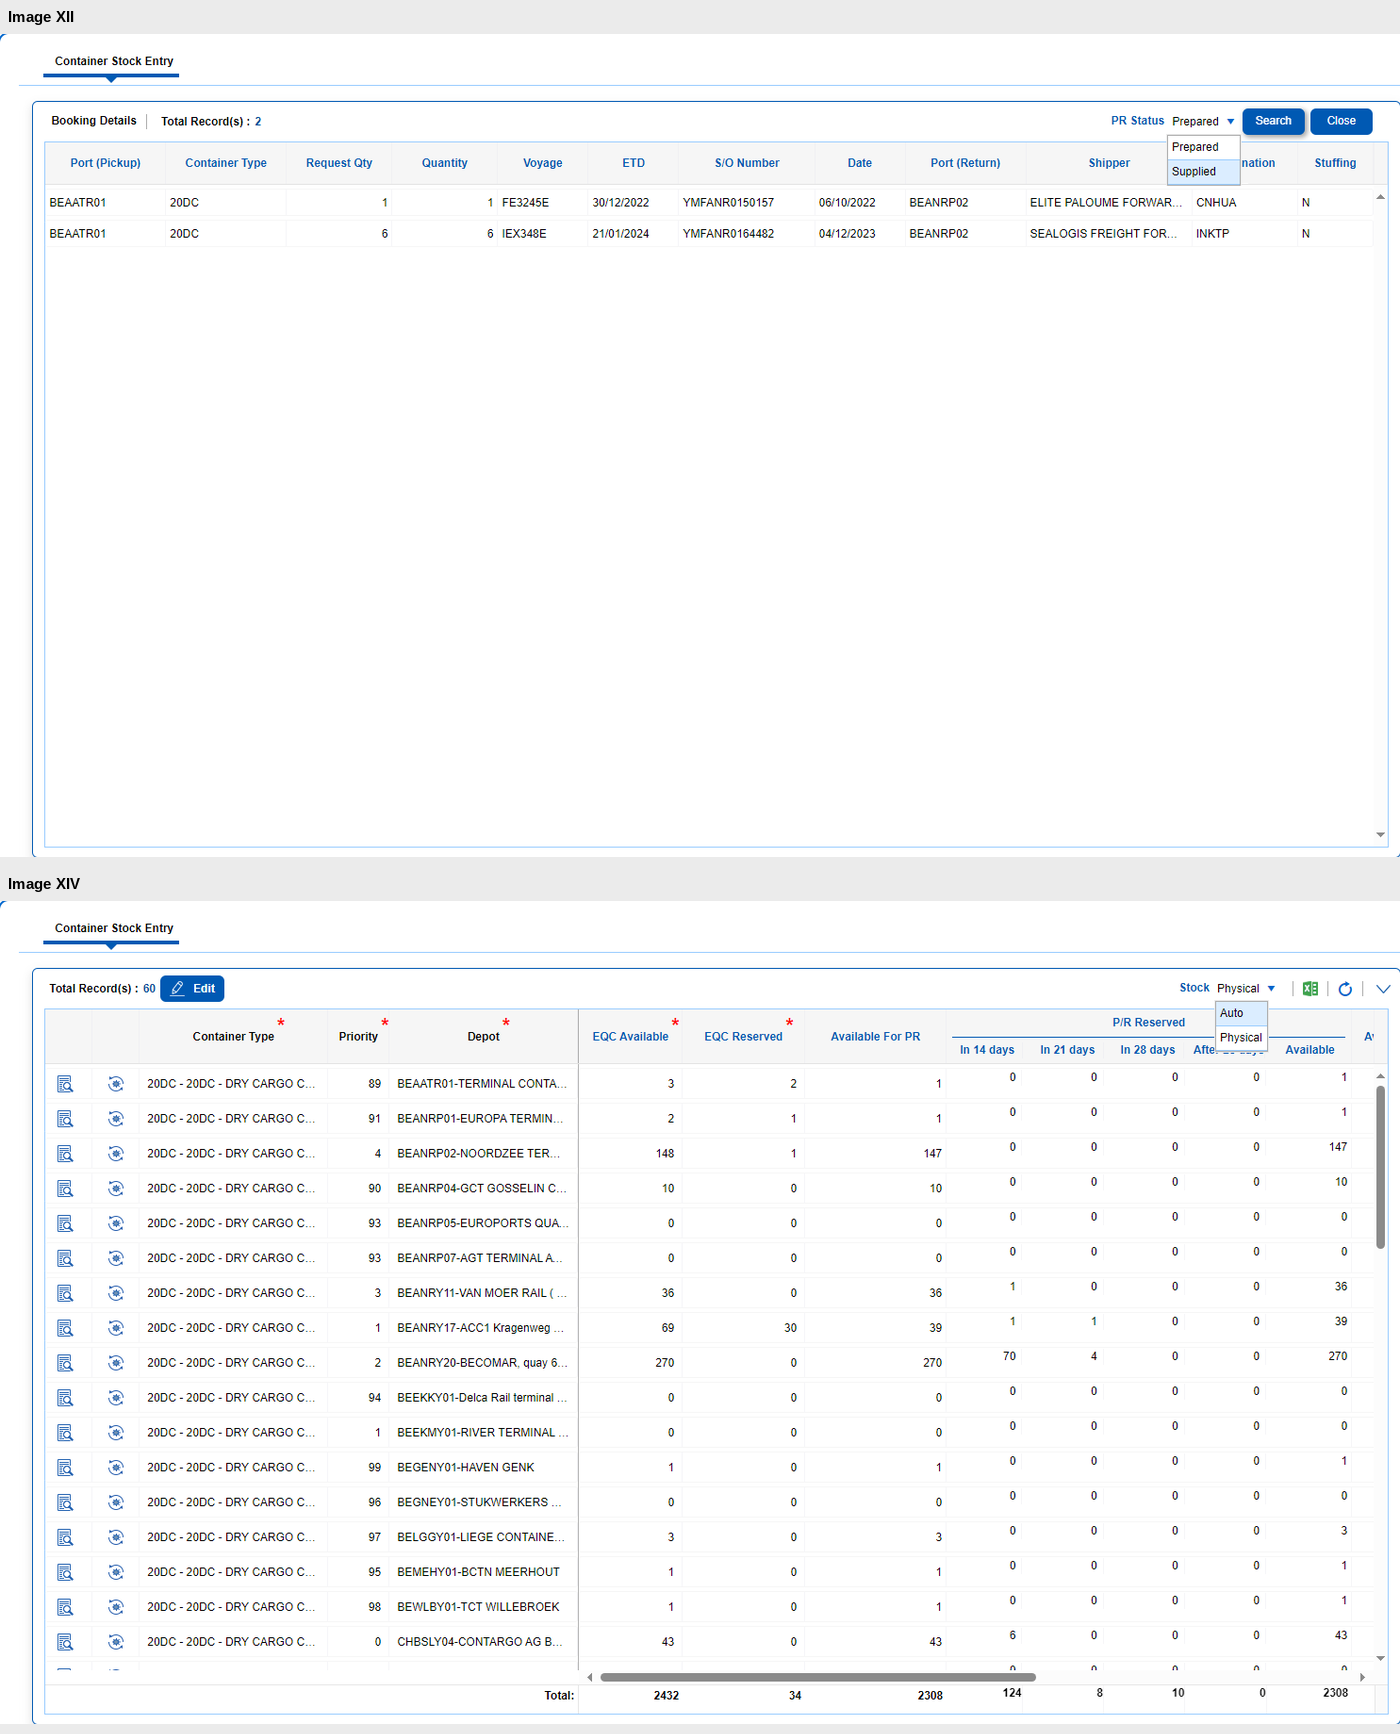 Image XII
Container Stock Entry
Booking Details Total Record(s) : 2 PR Status Prepared Search Close
Prepared
Supplied
Port (Pickup) Container Type Request Qty Quantity Voyage ETD S/O Number Date Port (Return) Shipper nation Stuffing
BEAATR01 20DC 1 1 FE3245E 30/12/2022 YMFANR0150157 06/10/2022 BEANRP02 ELITE PALOUME FORWAR... CNHUA N
BEAATR01 20DC 6 6 IEX348E 21/01/2024 YMFANR0164482 04/12/2023 BEANRP02 SEALOGIS FREIGHT FOR... INKTP N
Image XIV
Container Stock Entry
Total Record(s) : 60 Edit Stock Physical
Auto
Physical
Container Type * Priority * Depot * EQC Available * EQC Reserved * Available For PR P/R Reserved
In 14 days In 21 days In 28 days Available
20DC - 20DC - DRY CARGO C... 89 BEAATR01-TERMINAL CONTA... 3 2 1 0 0 0 0 1
20DC - 20DC - DRY CARGO C... 91 BEANRP01-EUROPA TERMIN... 2 1 1 0 0 0 0 1
20DC - 20DC - DRY CARGO C... 4 BEANRP02-NOORDZEE TER... 148 1 147 0 0 0 0 147
20DC - 20DC - DRY CARGO C... 90 BEANRP04-GCT GOSSELIN C... 10 0 10 0 0 0 0 10
20DC - 20DC - DRY CARGO C... 93 BEANRP05-EUROPORTS QUA... 0 0 0 0 0 0 0 0
20DC - 20DC - DRY CARGO C... 93 BEANRP07-AGT TERMINAL A... 0 0 0 0 0 0 0 0
20DC - 20DC - DRY CARGO C... 3 BEANRY11-VAN MOER RAIL ( ... 36 0 36 1 0 0 0 36
20DC - 20DC - DRY CARGO C... 1 BEANRY17-ACC1 Kragenweg ... 69 30 39 1 1 0 0 39
20DC - 20DC - DRY CARGO C... 2 BEANRY20-BECOMAR, quay 6... 270 0 270 70 4 0 0 270
20DC - 20DC - DRY CARGO C... 94 BEEKKY01-Delca Rail terminal ... 0 0 0 0 0 0 0 0
20DC - 20DC - DRY CARGO C... 1 BEEKMY01-RIVER TERMINAL ... 0 0 0 0 0 0 0 0
20DC - 20DC - DRY CARGO C... 99 BEGENY01-HAVEN GENK 1 0 1 0 0 0 0 1
20DC - 20DC - DRY CARGO C... 96 BEGNEY01-STUKWERKERS ... 0 0 0 0 0 0 0 0
20DC - 20DC - DRY CARGO C... 97 BELGGY01-LIEGE CONTAINE... 3 0 3 0 0 0 0 3
20DC - 20DC - DRY CARGO C... 95 BEMEHY01-BCTN MEERHOUT 1 0 1 0 0 0 0 1
20DC - 20DC - DRY CARGO C... 98 BEWLBY01-TCT WILLEBROEK 1 0 1 0 0 0 0 1
20DC - 20DC - DRY CARGO C... 0 CHBSLY04-CONTARGO AG B... 43 0 43 6 0 0 0 43
Total: 2432 34 2308 124 8 10 0 2308